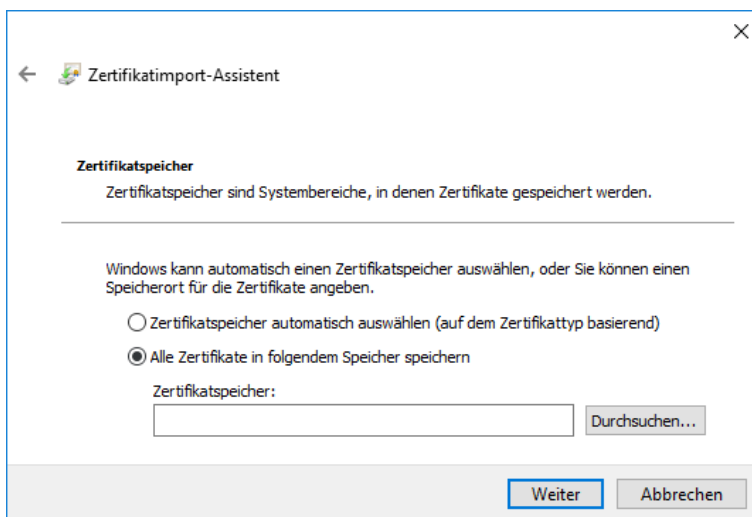 Zertifikatimport-Assistent
Zertifikatspeicher
Zertifikatspeicher sind Systembereiche, in denen Zertifikate gespeichert werden.
Windows kann automatisch einen Zertifikatspeicher auswählen, oder Sie können einen
Speicherort für die Zertifikate angeben.
Zertifikatspeicher automatisch auswählen (auf dem Zertifikattyp basierend)
Alle Zertifikate in folgendem Speicher speichern
Zertifikatspeicher:
Durchsuchen...
Weiter Abbrechen